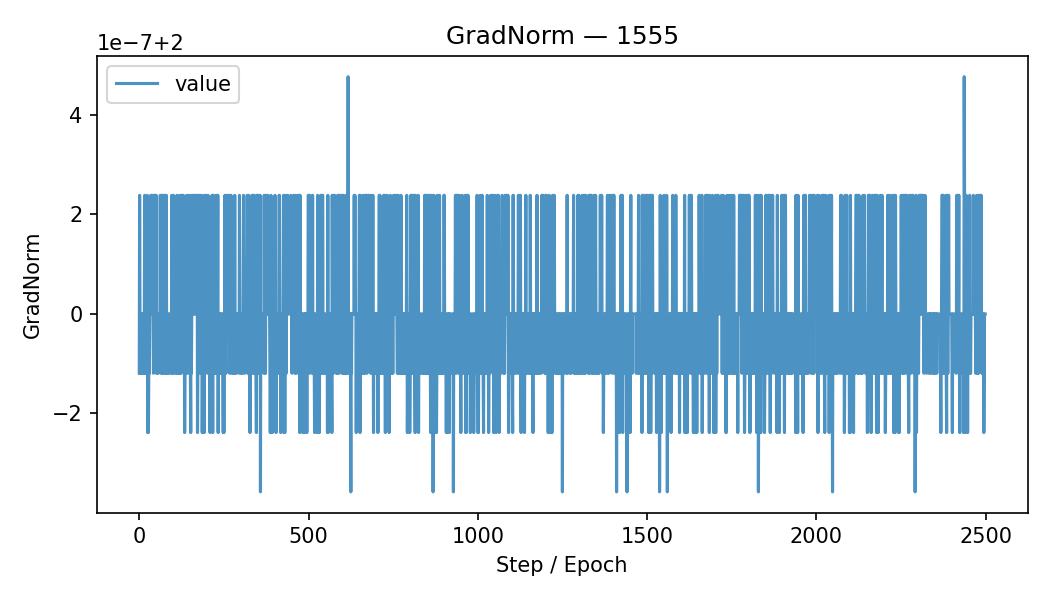 GradNorm — 1555
1e−7+2
value
GradNorm
4
2
0
−2
0
500
1000
1500
2000
2500
Step / Epoch